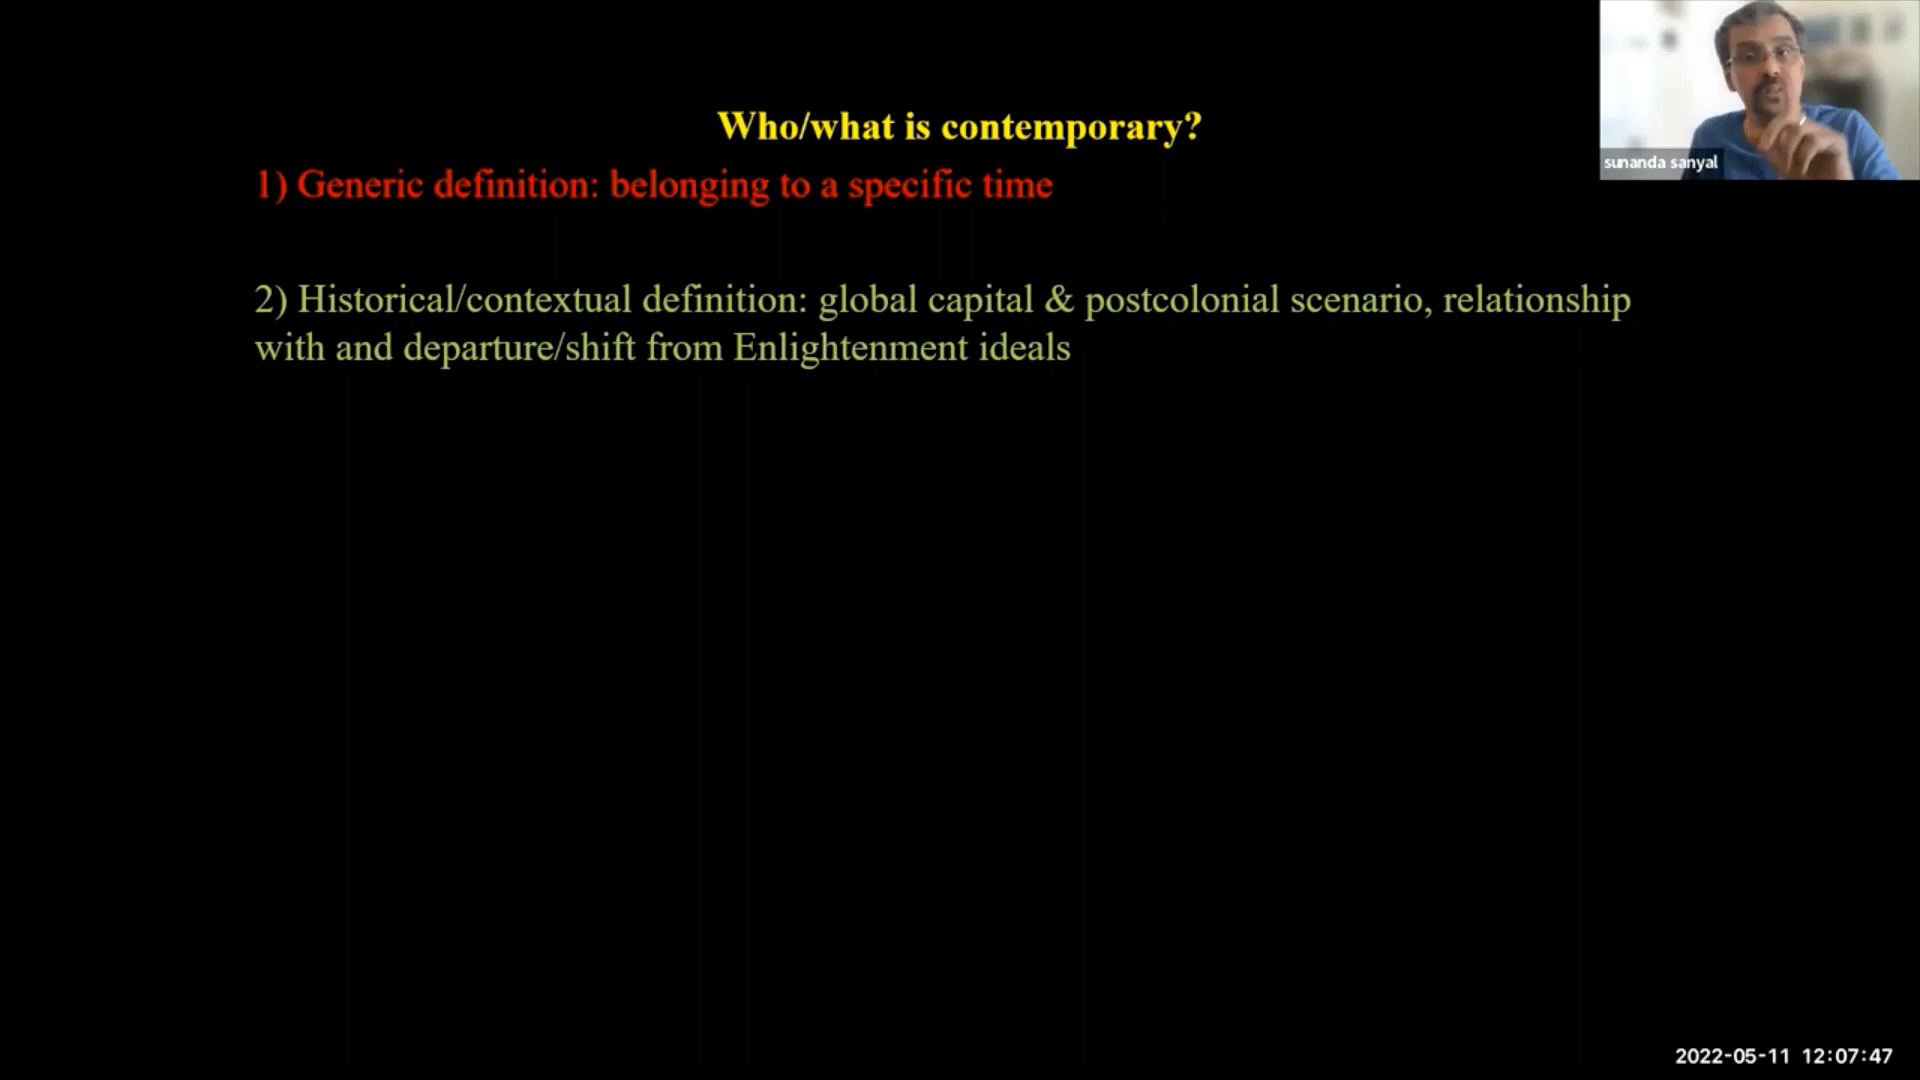 Who/what is contemporary?
1) Generic definition: belonging to a specific time
2) Historical/contextual definition: global capital & postcolonial scenario, relationship
with and departure/shift from Enlightenment ideals
sunanda sanyal
2022-05-11 12:07:47